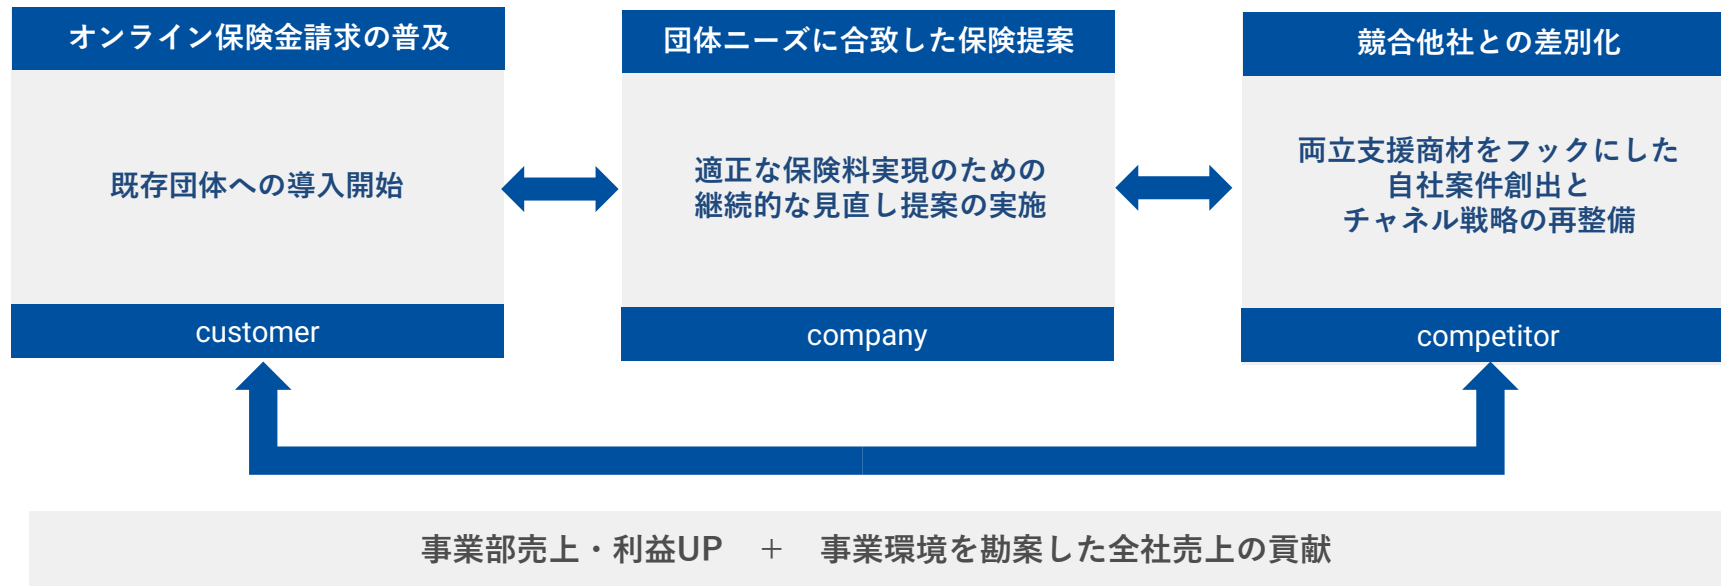 オンライン保険金請求の普及
既存団体への導入開始
customer
団体ニーズに合致した保険提案
適正な保険料実現のための
継続的な見直し提案の実施
company
競合他社との差別化
両立支援商材をフックにした
自社案件創出と
チャネル戦略の再整備
competitor
事業部売上・利益UP　＋　事業環境を勘案した全社売上の貢献